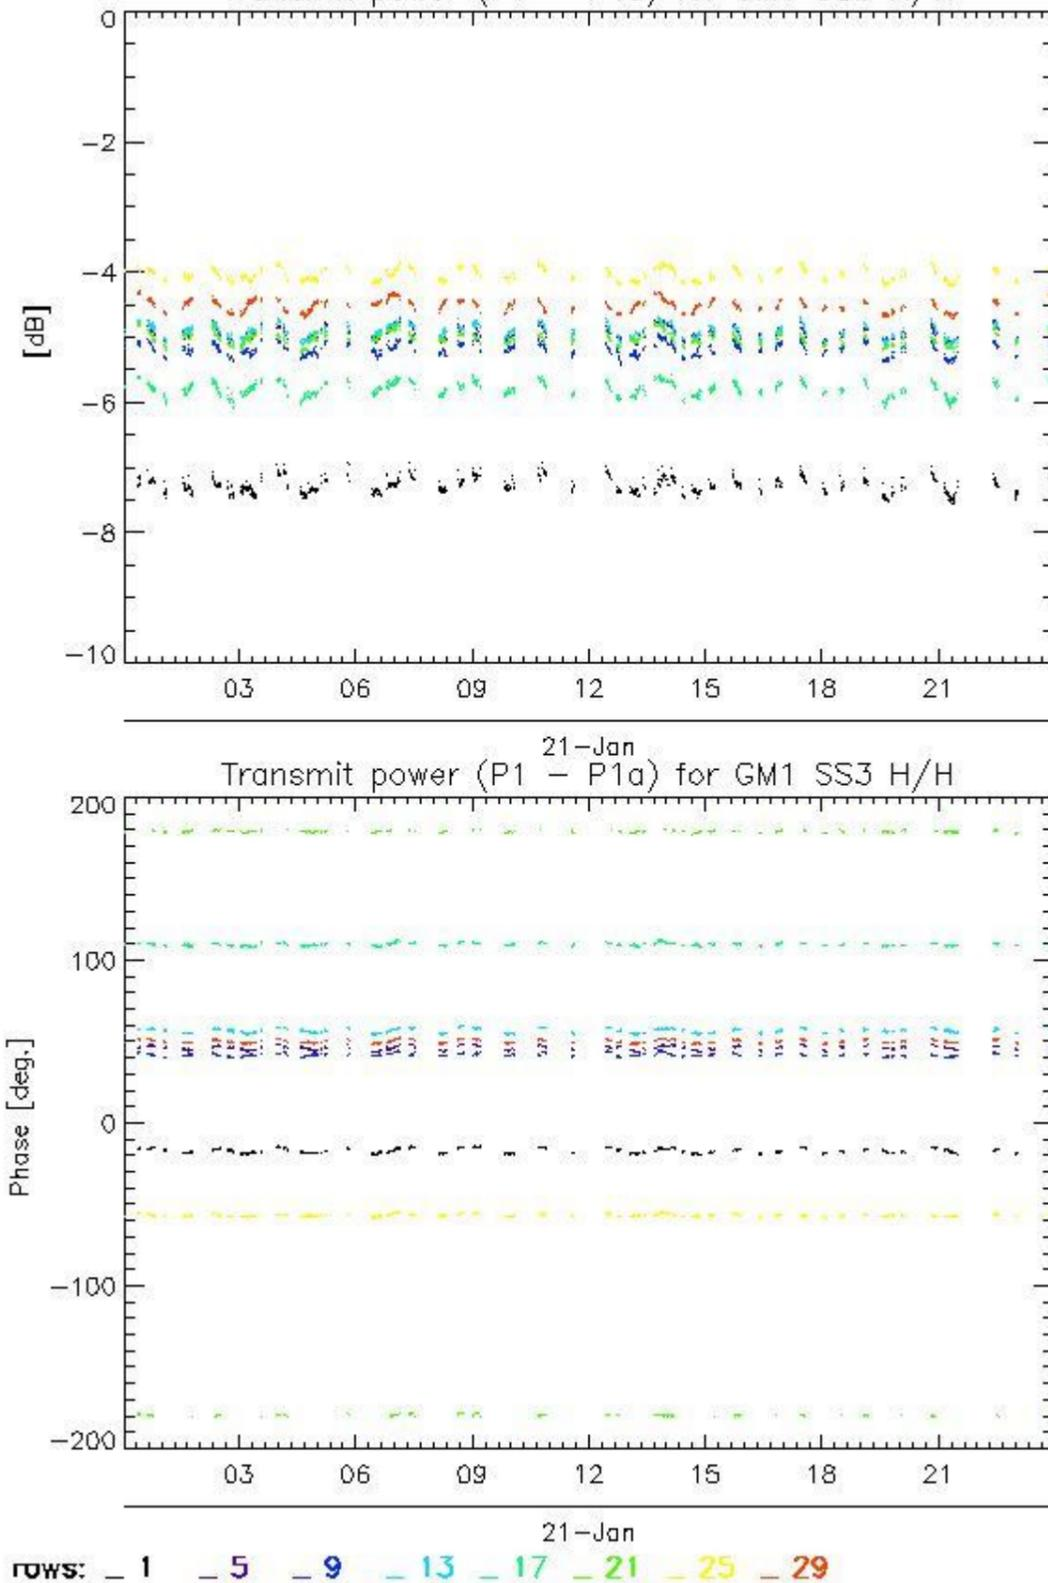 0
-2
-4
[dB]
-6
-8
-10
03 06 09 12 15 18 21
21-Jan
Transmit power (P1 - P1a) for GM1 SS3 H/H
200
100
Phase [deg.]
0
-100
-200
03 06 09 12 15 18 21
21-Jan
rows: _ 1 _ 5 _ 9 _ 13 _ 17 _ 21 _ 25 _ 29